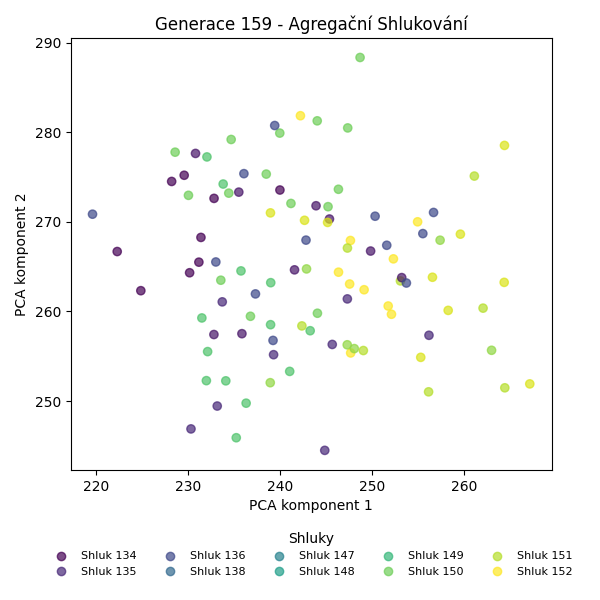 Generace 159 - Agregační Shlukování
290
280
270
260
250
PCA komponent 2
220 230 240 250 260
PCA komponent 1
Shluky
Shluk 134 Shluk 136 Shluk 147 Shluk 149 Shluk 151
Shluk 135 Shluk 138 Shluk 148 Shluk 150 Shluk 152